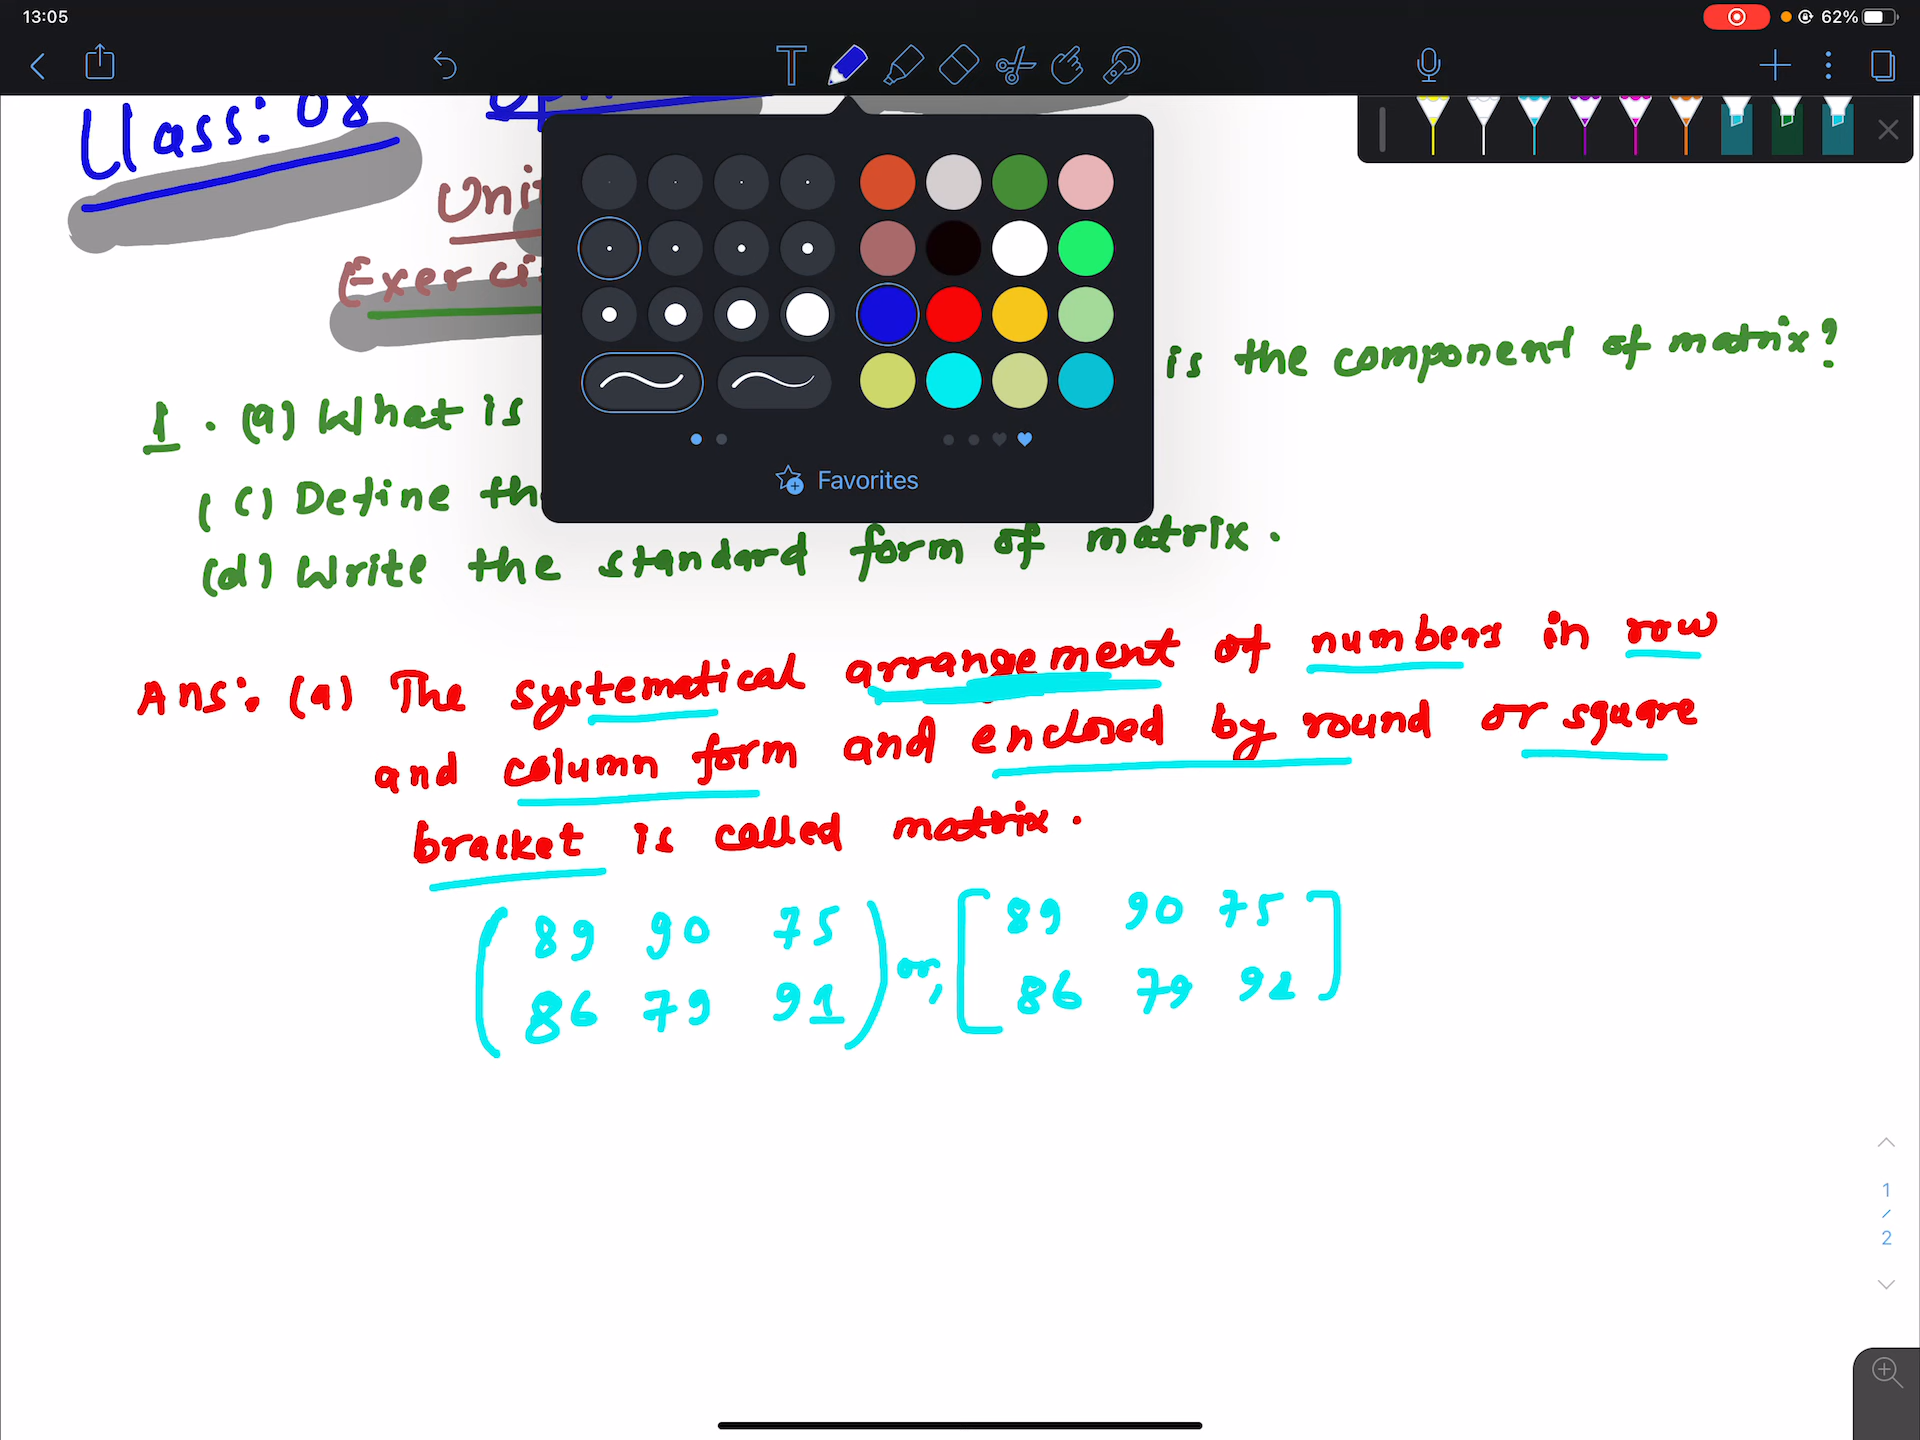 13:05
62%
Class: 08
Exerci
is the component of matrix?
1. (a) What is
(c) Define th
(d) Write the standard form of matrix.
Ans: (a) The systematical arrangement of numbers in row
and column form and enclosed by round or square
bracket is called matrix.
89 90 75 or, 89 90 75
86 79 91 86 79 91
Favorites
1
2